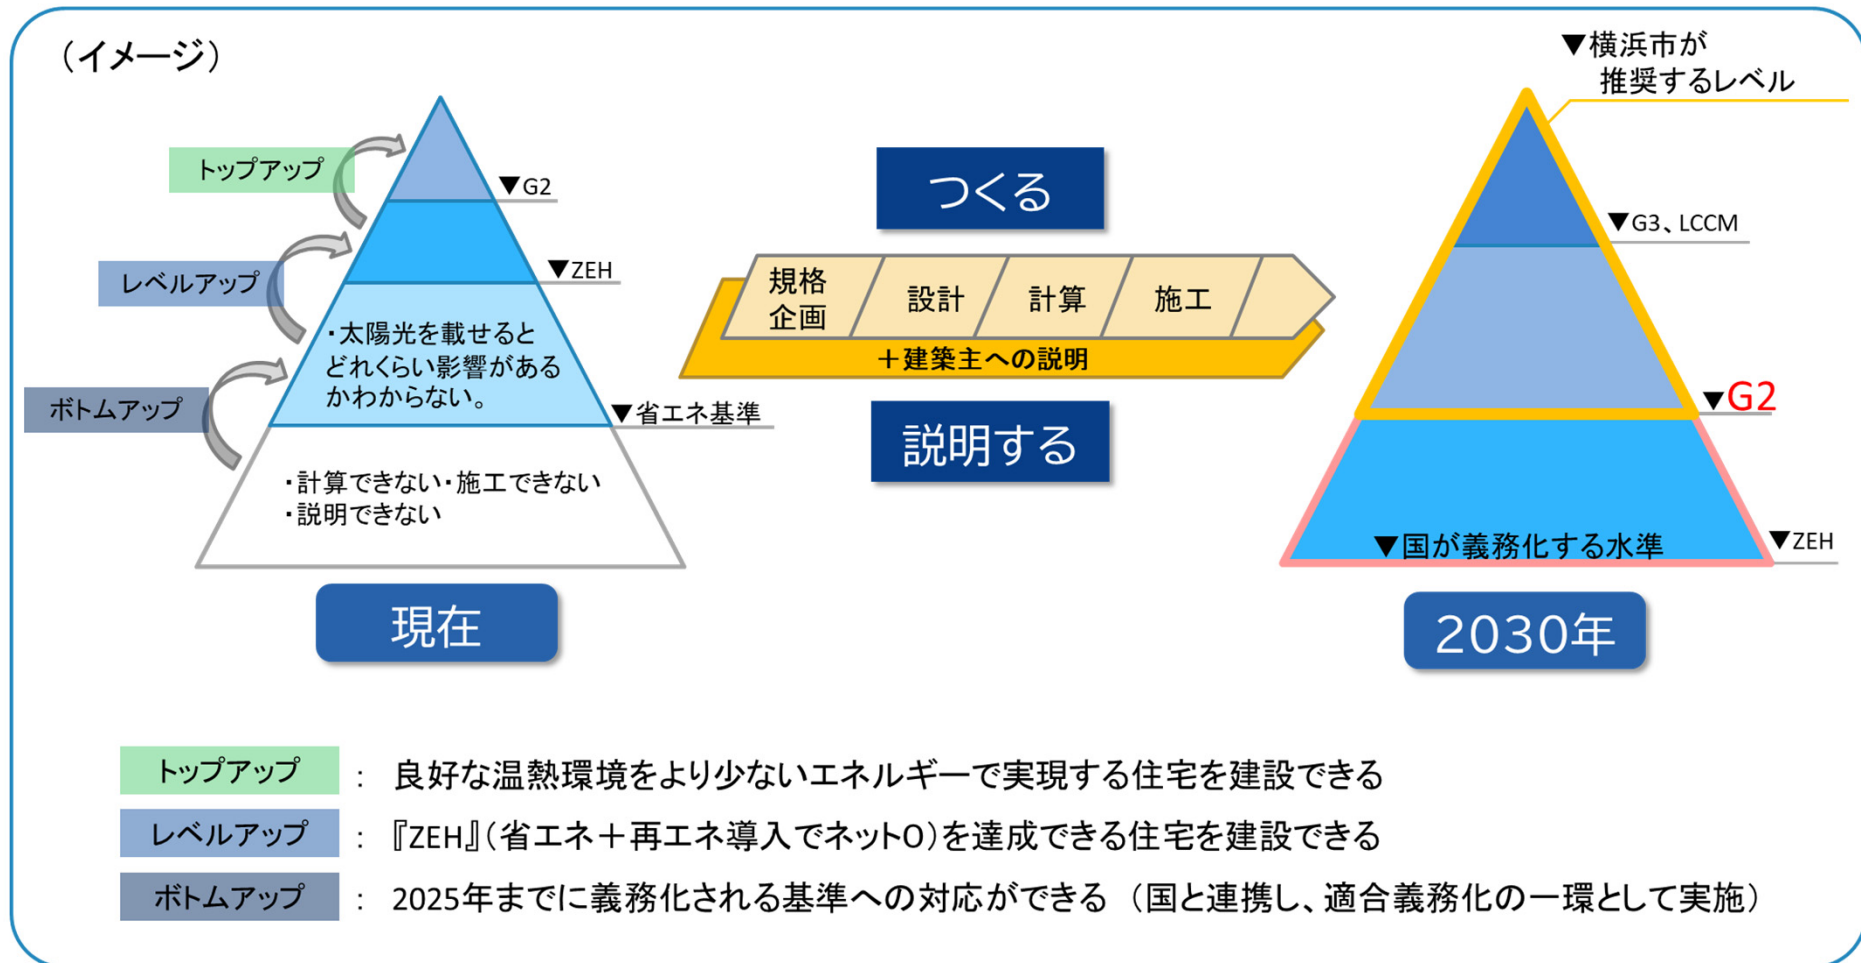 （イメージ）
トップアップ
レベルアップ
ボトムアップ
▼G2
▼ZEH
・太陽光を載せると
どれくらい影響がある
かわからない。
▼省エネ基準
・計算できない・施工できない
・説明できない
現在
つくる
規格
企画
設計
計算
施工
＋建築主への説明
説明する
▼横浜市が
推奨するレベル
▼G3、LCCM
▼G2
▼国が義務化する水準
▼ZEH
2030年
トップアップ ： 良好な温熱環境をより少ないエネルギーで実現する住宅を建設できる
レベルアップ ： 『ZEH』（省エネ＋再エネ導入でネット0）を達成できる住宅を建設できる
ボトムアップ ： 2025年までに義務化される基準への対応ができる （国と連携し、適合義務化の一環として実施）